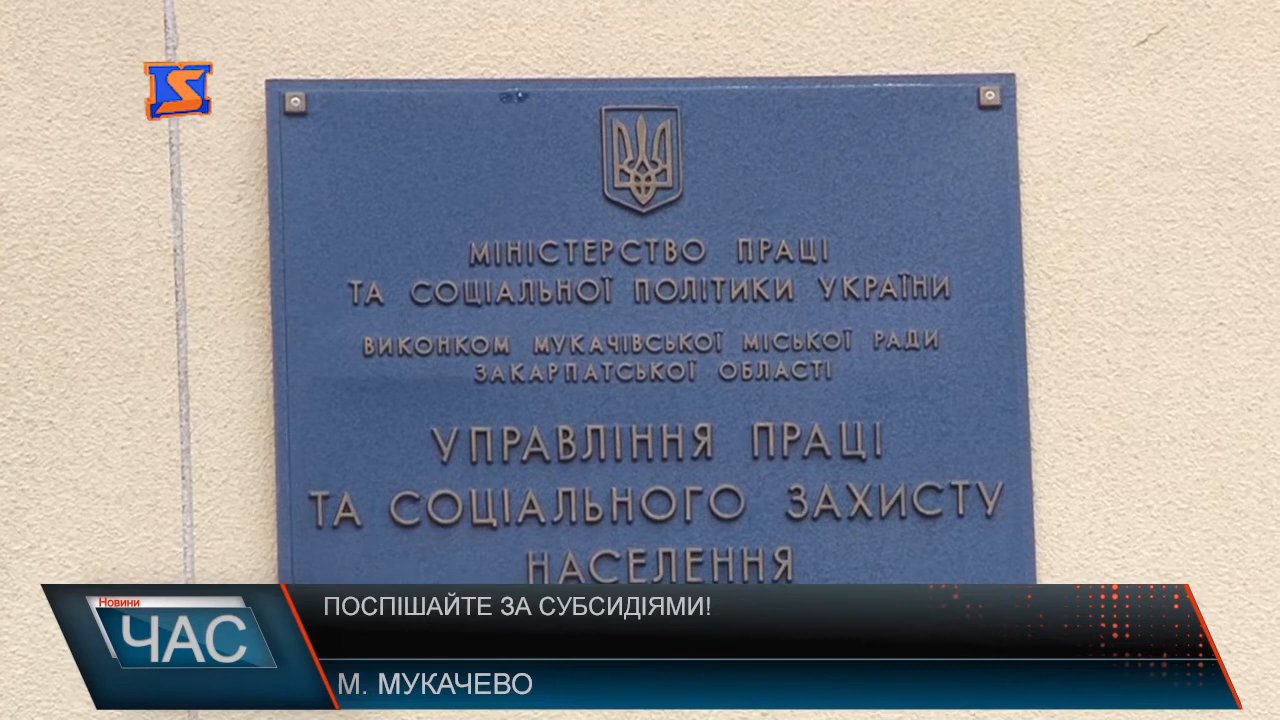 МІНІСТЕРСТВО ПРАЦІ
ТА СОЦІАЛЬНОЇ ПОЛІТИКИ УКРАЇНИ
ВИКОНКОМ МУКАЧІВСЬКОЇ МІСЬКОЇ РАДИ
ЗАКАРПАТСЬКОЇ ОБЛАСТІ
УПРАВЛІННЯ ПРАЦІ
ТА СОЦІАЛЬНОГО ЗАХИСТУ
НАСЕЛЕННЯ
Новини
ЧАС
ПОСПІШАЙТЕ ЗА СУБСИДІЯМИ!
М. МУКАЧЕВО